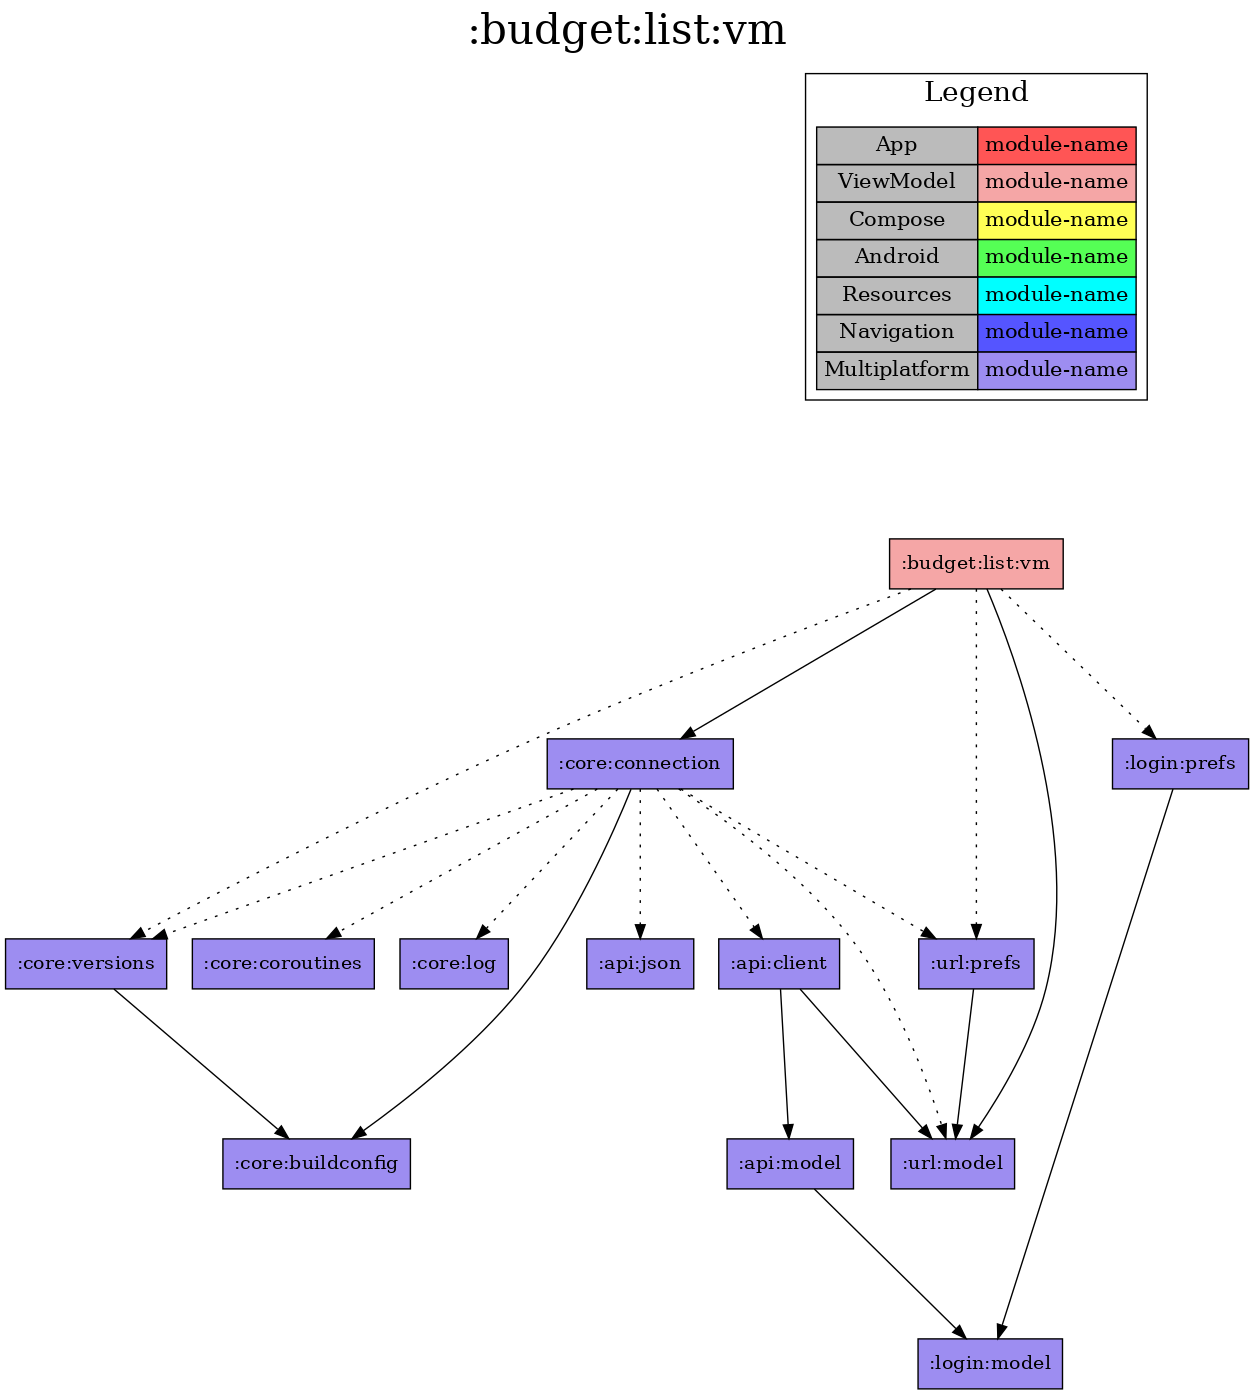 :budget:list:vm
Legend
App module-name
ViewModel module-name
Compose module-name
Android module-name
Resources module-name
Navigation module-name
Multiplatform module-name
:budget:list:vm
:core:connection
:login:prefs
:core:versions
:core:coroutines
:core:log
:api:json
:api:client
:url:prefs
:core:buildconfig
:api:model
:url:model
:login:model